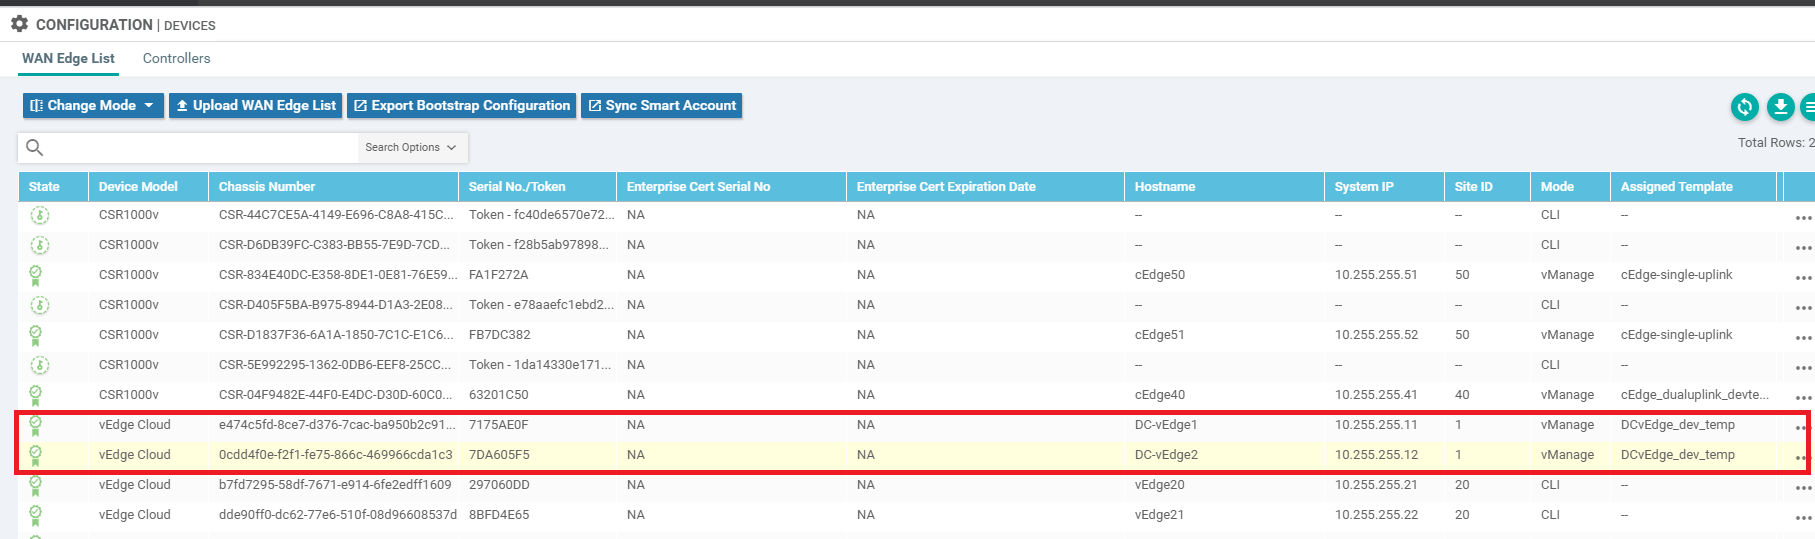 CONFIGURATION | DEVICES
WAN Edge List Controllers
Change Mode Upload WAN Edge List Export Bootstrap Configuration Sync Smart Account
Search Options
Total Rows: 2
State Device Model Chassis Number Serial No./Token Enterprise Cert Serial No Enterprise Cert Expiration Date Hostname System IP Site ID Mode Assigned Template
CSR1000v CSR-44C7CE5A-4149-E696-C8A8-415C... Token - fc40de6570e72... NA NA -- -- -- CLI --
CSR1000v CSR-D6DB39FC-C383-BB55-7E9D-7CD... Token - f28b5ab97898... NA NA -- -- -- CLI --
CSR1000v CSR-834E40DC-E358-8DE1-0E81-76E59... FA1F272A NA NA cEdge50 10.255.255.51 50 vManage cEdge-single-uplink
CSR1000v CSR-D405F5BA-B975-8944-D1A3-2E08... Token - e78aaefc1ebd2... NA NA -- -- -- CLI --
CSR1000v CSR-D1837F36-6A1A-1850-7C1C-E1C6... FB7DC382 NA NA cEdge51 10.255.255.52 50 vManage cEdge-single-uplink
CSR1000v CSR-5E992295-1362-0DB6-EEF8-25CC... Token - 1da14330e171... NA NA -- -- -- CLI --
CSR1000v CSR-04F9482E-44F0-E4DC-D30D-60C0... 63201C50 NA NA cEdge40 10.255.255.41 40 vManage cEdge_dualuplink_devte...
vEdge Cloud e474c5fd-8ce7-d376-7cac-ba950b2c91... 7175AE0F NA NA DC-vEdge1 10.255.255.11 1 vManage DCvEdge_dev_temp
vEdge Cloud 0cdd4f0e-f2f1-fe75-866c-469966cda1c3 7DA605F5 NA NA DC-vEdge2 10.255.255.12 1 vManage DCvEdge_dev_temp
vEdge Cloud b7fd7295-58df-7671-e914-6fe2edff1609 297060DD NA NA vEdge20 10.255.255.21 20 CLI --
vEdge Cloud dde90ff0-dc62-77e6-510f-08d96608537d 8BFD4E65 NA NA vEdge21 10.255.255.22 20 CLI --